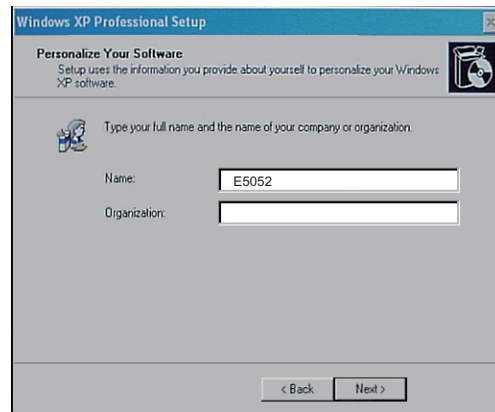 Windows XP Professional Setup
Personalize Your Software
Setup uses the information you provide about yourself to personalize your Windows
XP software.
Type your full name and the name of your company or organization.
Name:
E5052
Organization:
< Back
Next >